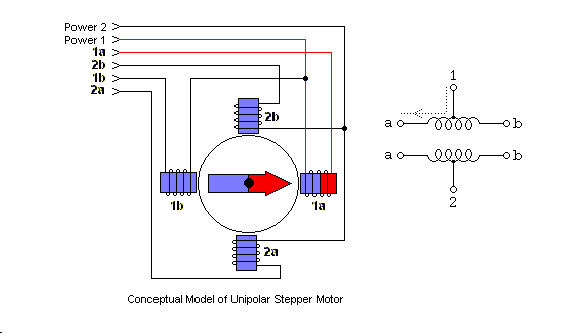 Power 2
Power 1
1a
2b
1b
2a
2b
1b
1a
2a
Conceptual Model of Unipolar Stepper Motor
1
a
b
a
b
2